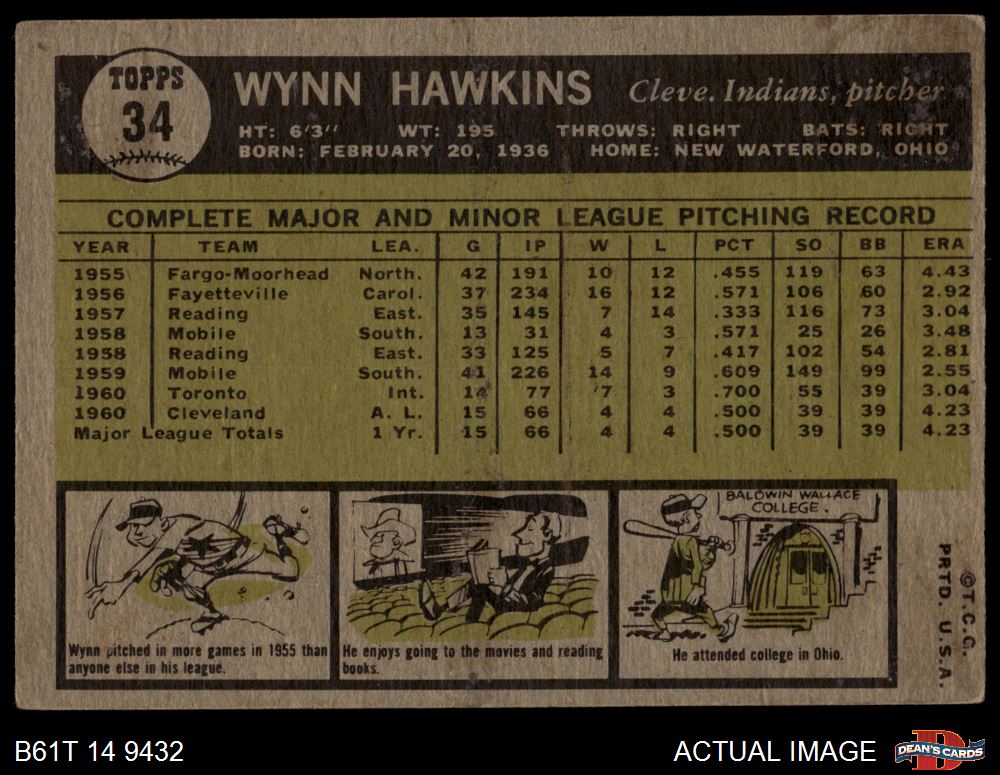 TOPPS
34
WYNN HAWKINS Cleve. Indians, pitcher
HT: 6'3" WT: 195 THROWS: RIGHT BATS: RIGHT
BORN: FEBRUARY 20, 1936 HOME: NEW WATERFORD, OHIO
COMPLETE MAJOR AND MINOR LEAGUE PITCHING RECORD
YEAR TEAM LEA. G IP W L PCT SO BB ERA
1955 Fargo-Moorhead North. 42 191 10 12 .455 119 63 4.43
1956 Fayetteville Carol. 37 234 16 12 .571 106 60 2.92
1957 Reading East. 35 145 7 14 .333 116 73 3.04
1958 Mobile South. 13 31 4 3 .571 25 26 3.48
1958 Reading East. 33 125 5 7 .417 102 54 2.81
1959 Mobile South. 41 226 14 9 .609 149 99 2.55
1960 Toronto Int. 14 77 7 3 .700 55 39 3.04
1960 Cleveland A. L. 15 66 4 4 .500 39 39 4.23
Major League Totals 1 Yr. 15 66 4 4 .500 39 39 4.23
Wynn pitched in more games in 1955 than
anyone else in his league.
He enjoys going to the movies and reading
books.
BALDWIN WALLACE
COLLEGE.
He attended college in Ohio.
©T.C.G.
PRTD. U.S.A.
B61T 14 9432
ACTUAL IMAGE
DEAN'S CARDS